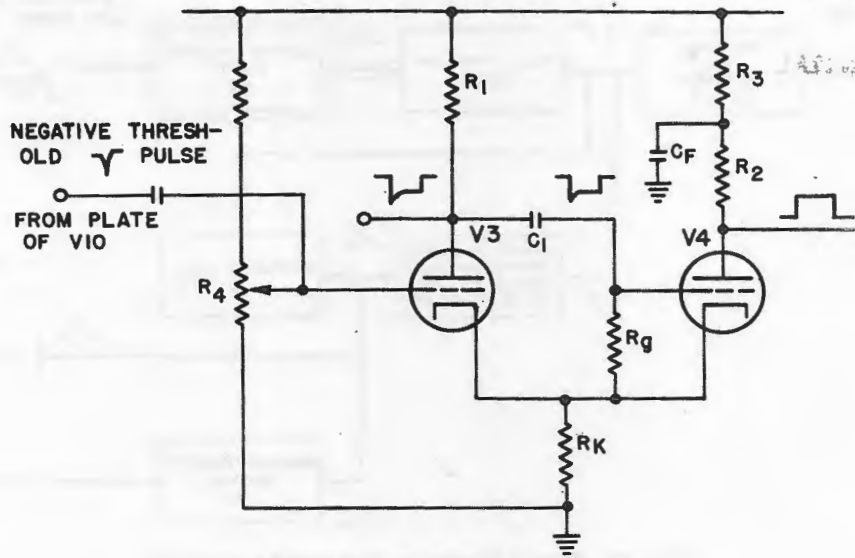 NEGATIVE THRESH-
OLD PULSE
FROM PLATE
OF V10
R1
R3
CF
R2
V3
C1
V4
R4
Rg
RK